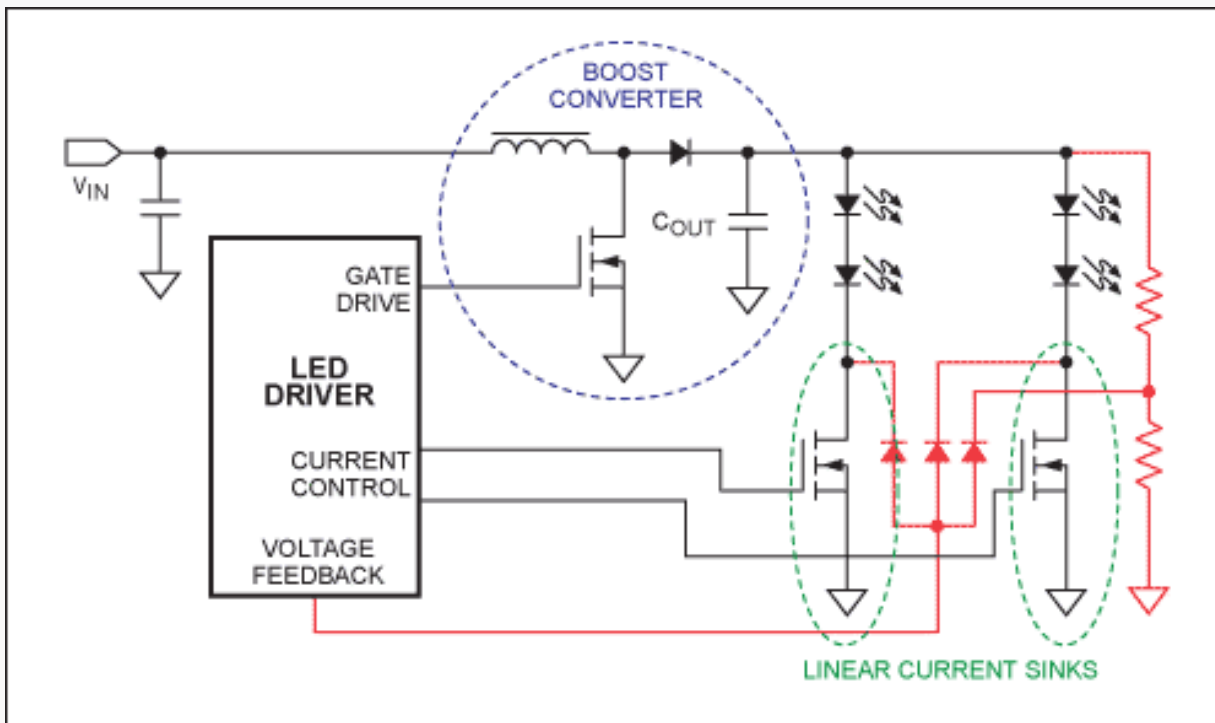 BOOST
CONVERTER
VIN
COUT
GATE
DRIVE
LED
DRIVER
CURRENT
CONTROL
VOLTAGE
FEEDBACK
LINEAR CURRENT SINKS